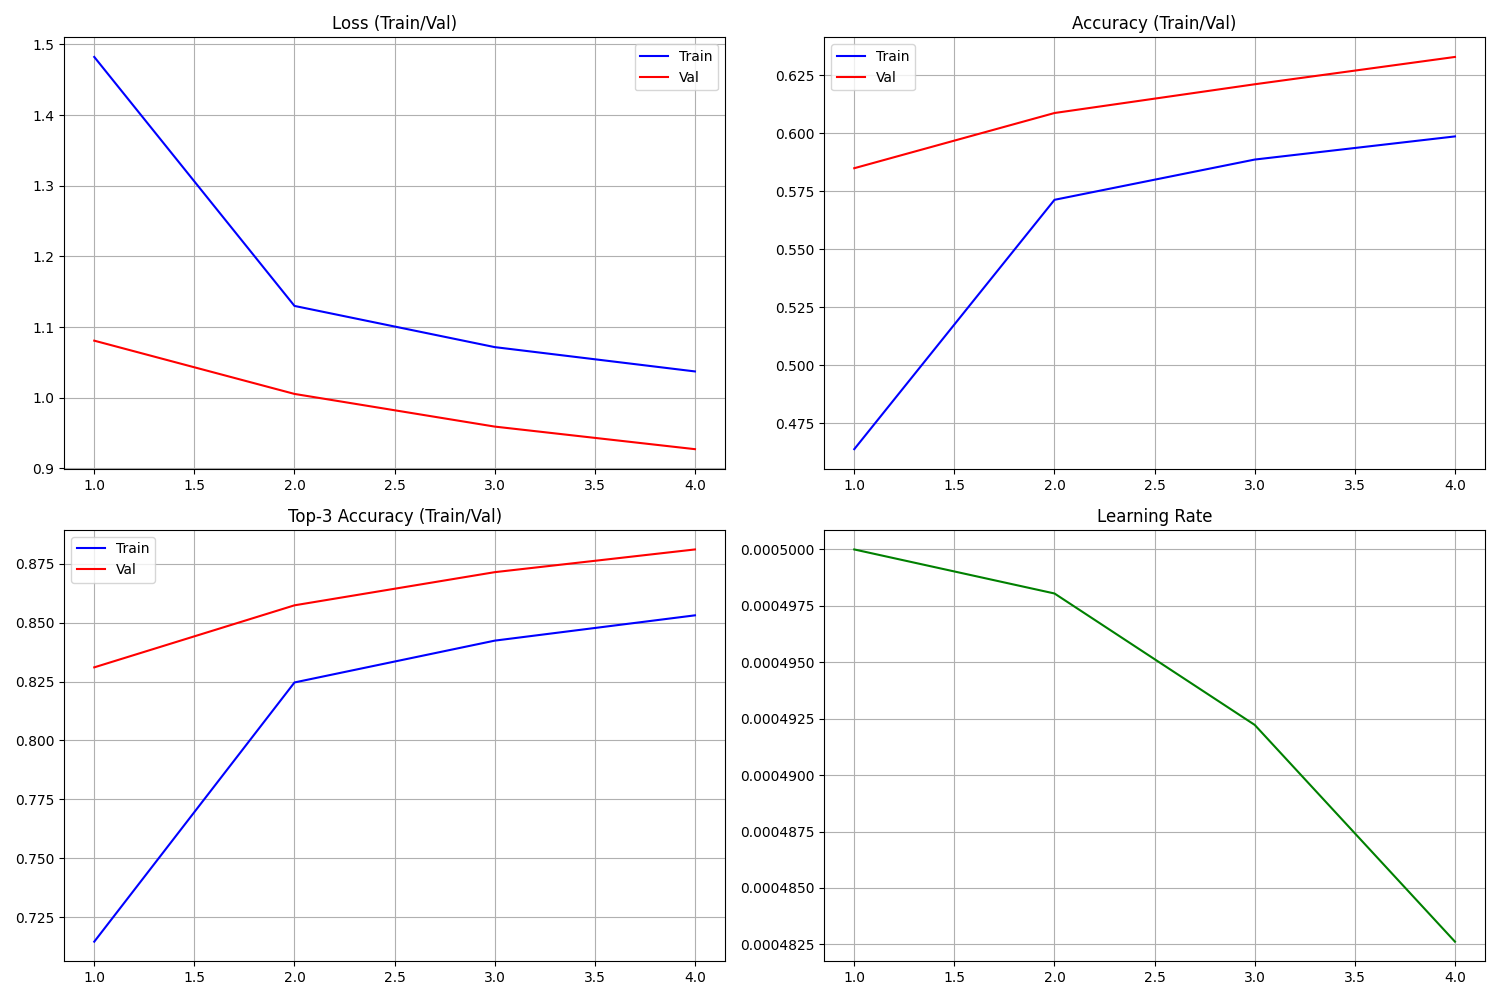 Loss (Train/Val)
Train
Val
1.5
1.4
1.3
1.2
1.1
1.0
0.9
1.0 1.5 2.0 2.5 3.0 3.5 4.0
Accuracy (Train/Val)
Train
Val
0.625
0.600
0.575
0.550
0.525
0.500
0.475
1.0 1.5 2.0 2.5 3.0 3.5 4.0
Top-3 Accuracy (Train/Val)
Train
Val
0.875
0.850
0.825
0.800
0.775
0.750
0.725
1.0 1.5 2.0 2.5 3.0 3.5 4.0
Learning Rate
0.0005000
0.0004975
0.0004950
0.0004925
0.0004900
0.0004875
0.0004850
0.0004825
1.0 1.5 2.0 2.5 3.0 3.5 4.0